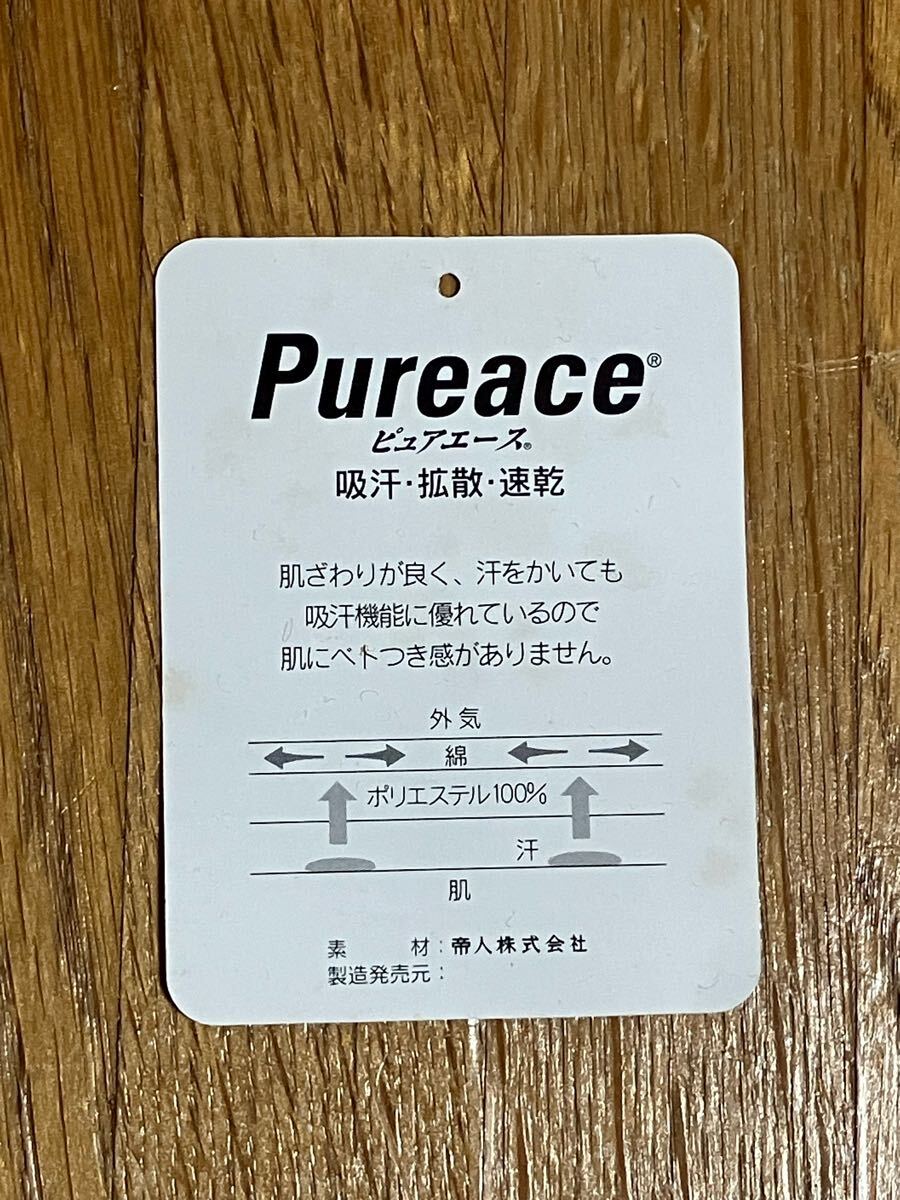 Pureace®
ピュアエース®
吸汗・拡散・速乾
肌ざわりが良く、汗をかいても
吸汗機能に優れているので
肌にベトつき感がありません。
外気
綿
ポリエステル100%
汗
肌
素　材：帝人株式会社
製造発売元：